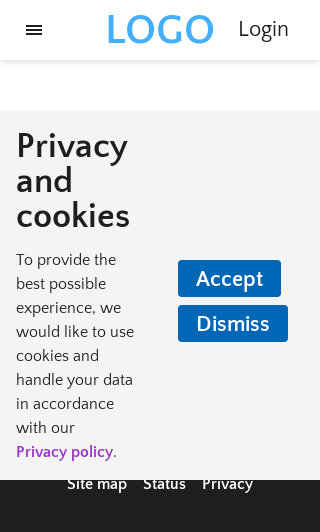 LOGO Login
Privacy
and
cookies
To provide the
best possible
experience, we
would like to use
cookies and
handle your data
in accordance
with our
Privacy policy.
Accept
Dismiss
Site map Status Privacy